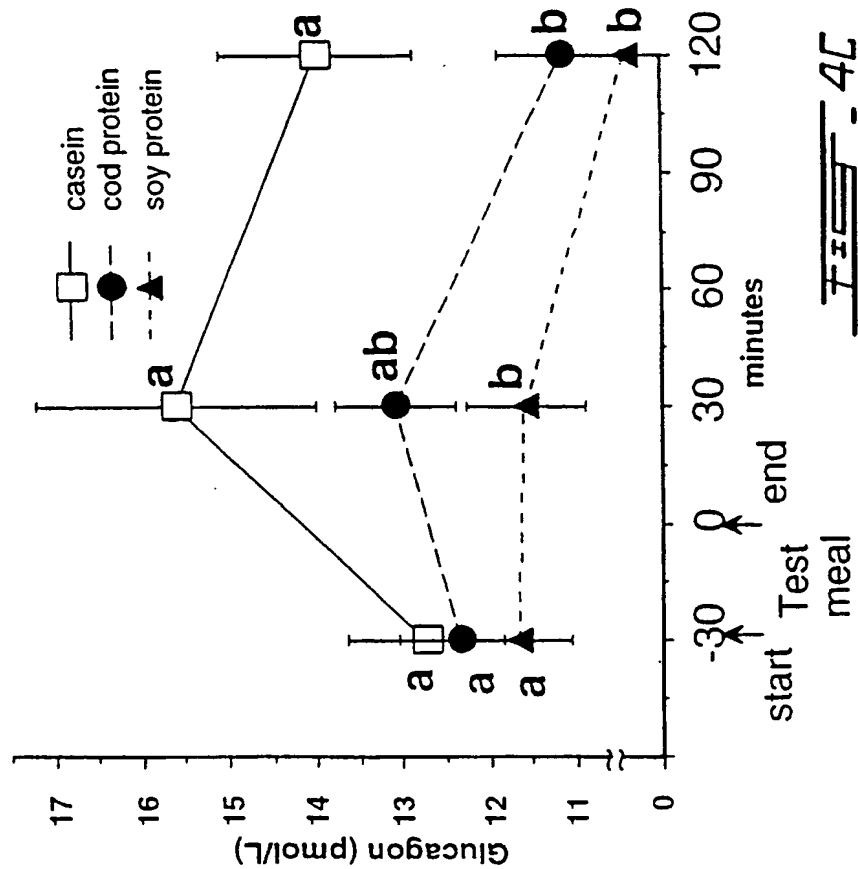 casein
cod protein
soy protein
Glucagon (pmol/L)
17
16
15
14
13
12
11
0
a
a
a
a
ab
b
a
b
b
-30 0 30 60 90 120
minutes
start Test meal end
FIG. 4C